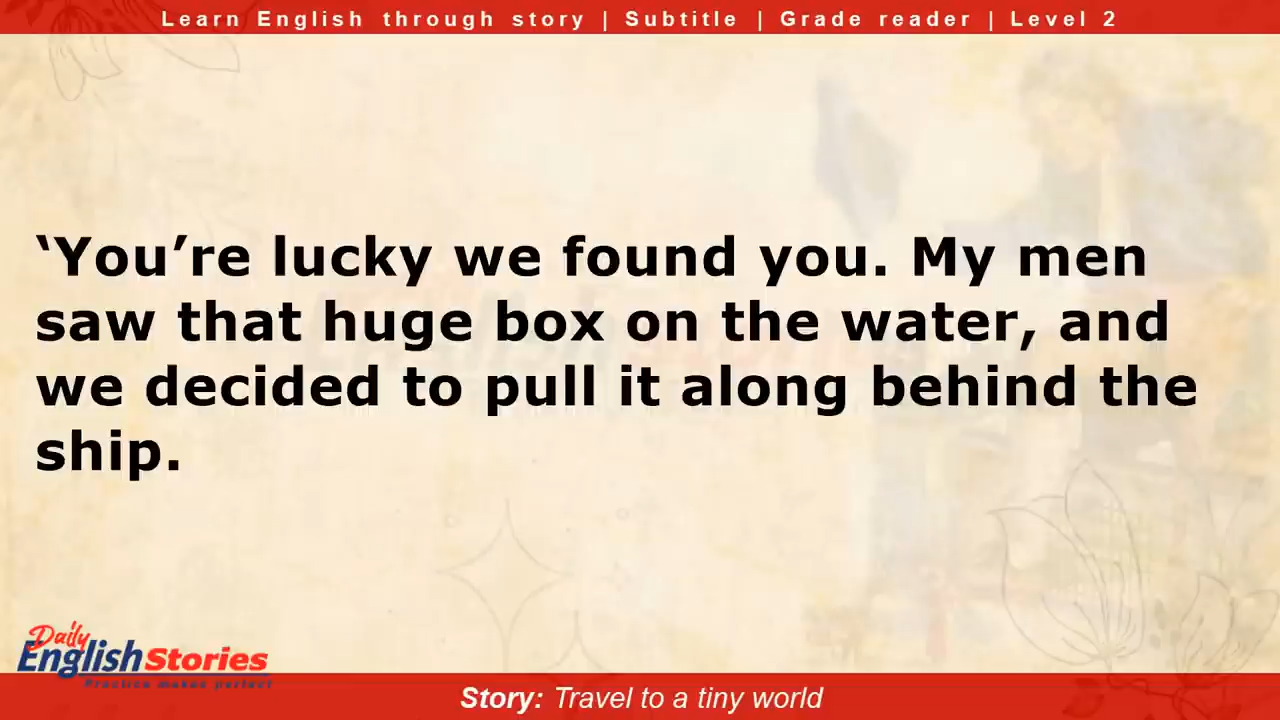 Learn English through story | Subtitle | Grade reader | Level 2
‘You’re lucky we found you. My men
saw that huge box on the water, and
we decided to pull it along behind the
ship.
Daily
EnglishStories
Practice makes perfect
Story: Travel to a tiny world